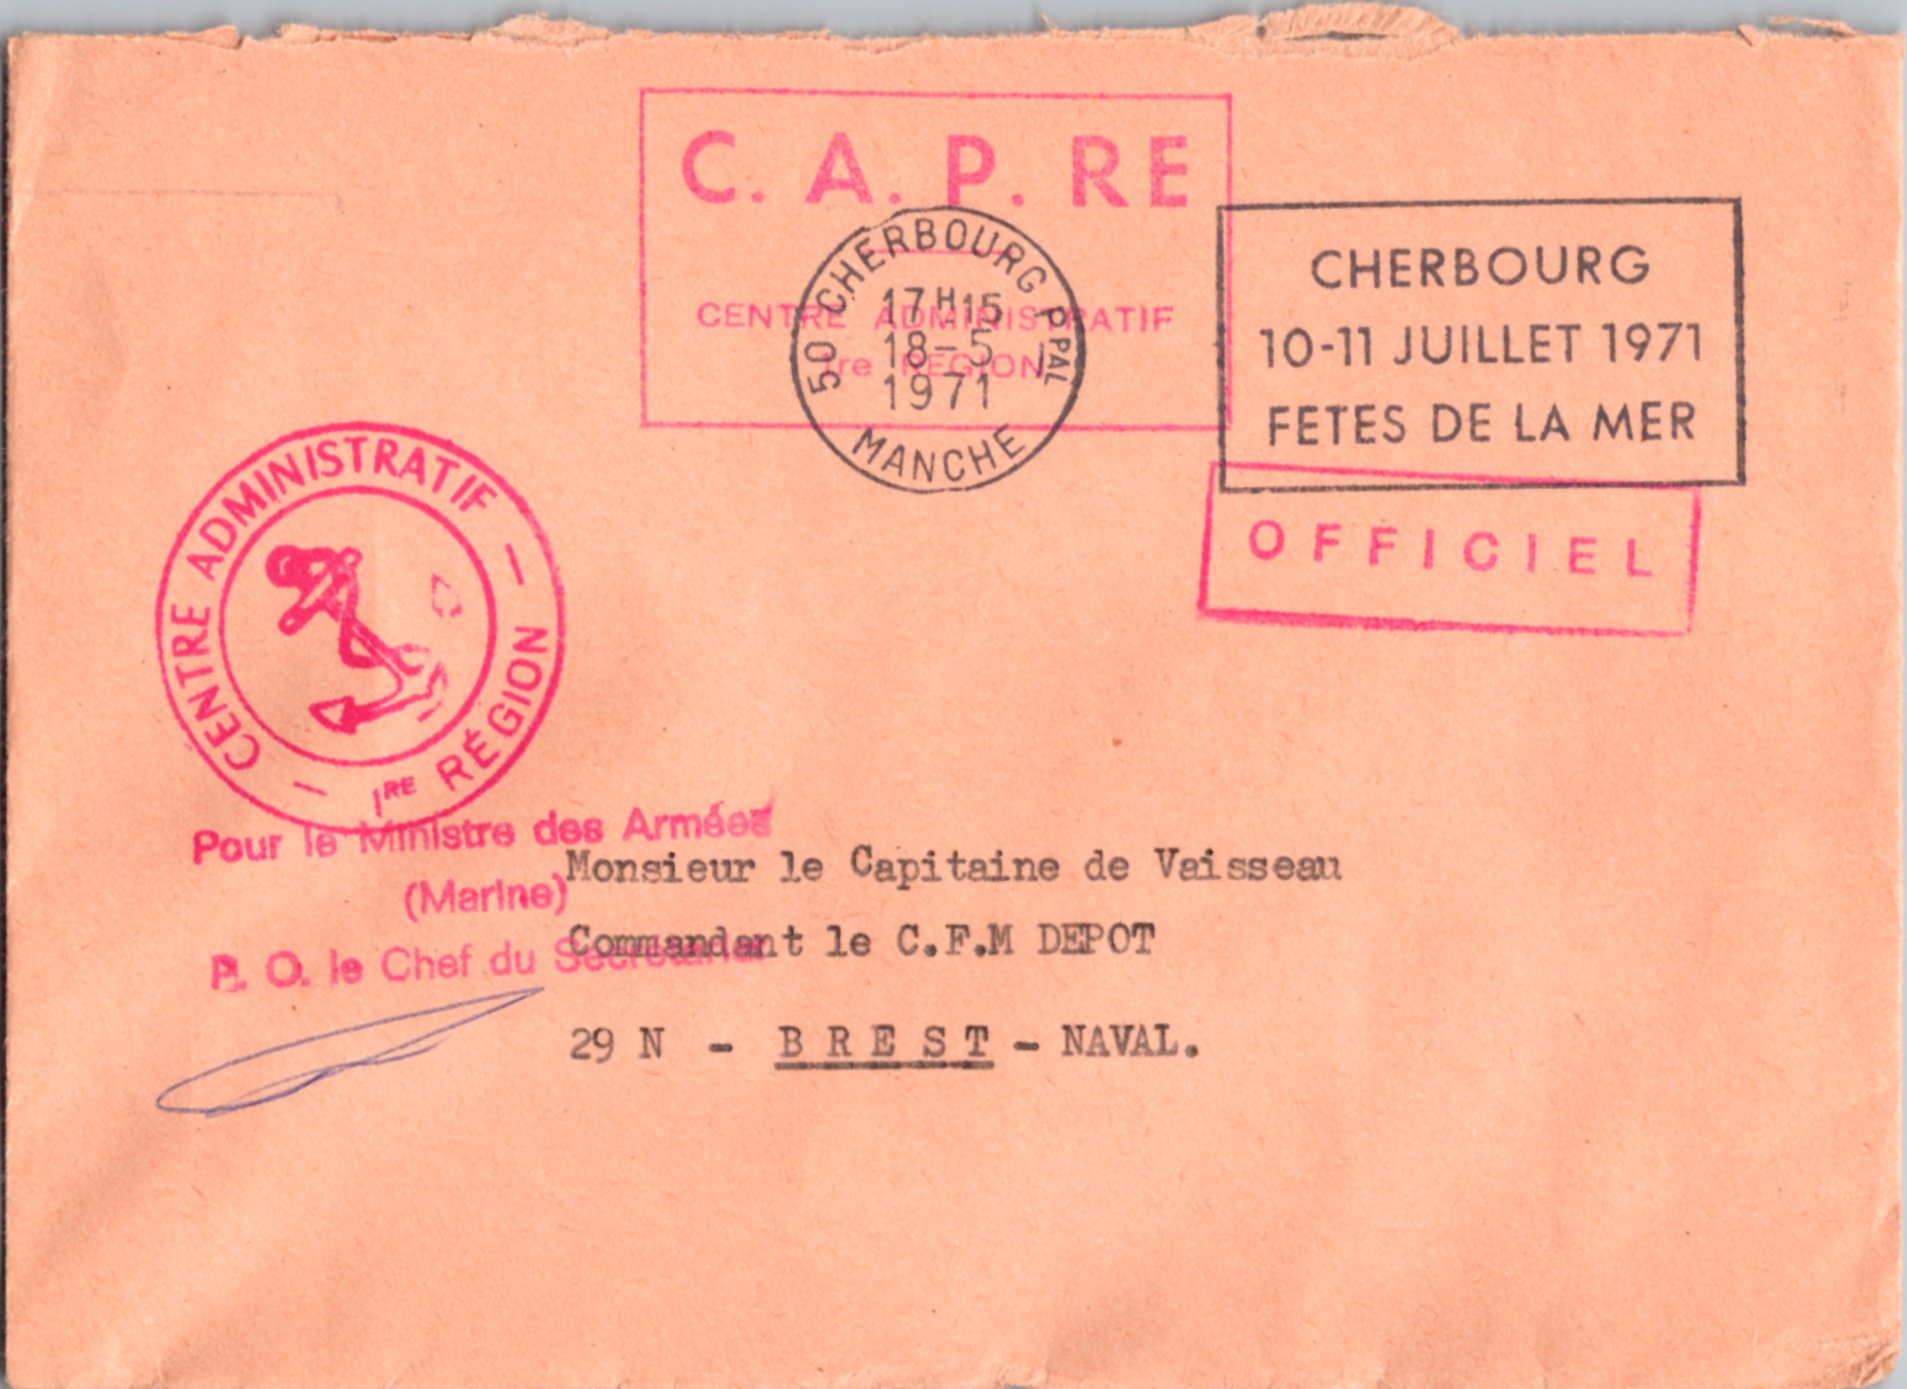 C. A. P. RE
CENTRE ADMINISTRATIF
1re REGION
50 CHERBOURG PPAL
17H15
18-5
1971
MANCHE
CHERBOURG
10-11 JUILLET 1971
FETES DE LA MER
OFFICIEL
CENTRE ADMINISTRATIF —
— 1RE RÉGION
Pour le Ministre des Armées
(Marine)
P. O. le Chef du Secrétariat
Monsieur le Capitaine de Vaisseau
Commandant le C.F.M DEPOT
29 N - BREST - NAVAL.